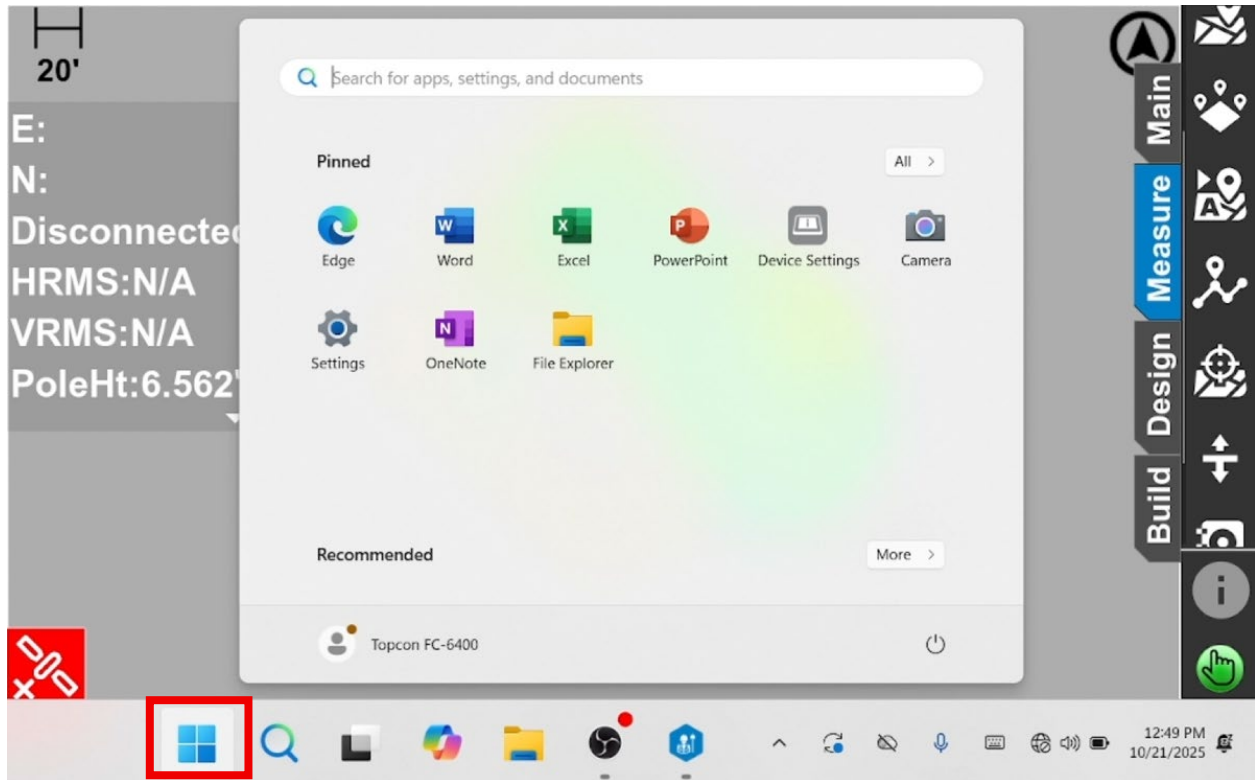 20'
E:
N:
Disconnected
HRMS:N/A
VRMS:N/A
PoleHt:6.562'
Search for apps, settings, and documents
Pinned
All >
Edge
Word
Excel
PowerPoint
Device Settings
Camera
Settings
OneNote
File Explorer
Recommended
More >
Topcon FC-6400
Main
Measure
Design
Build
12:49 PM
10/21/2025